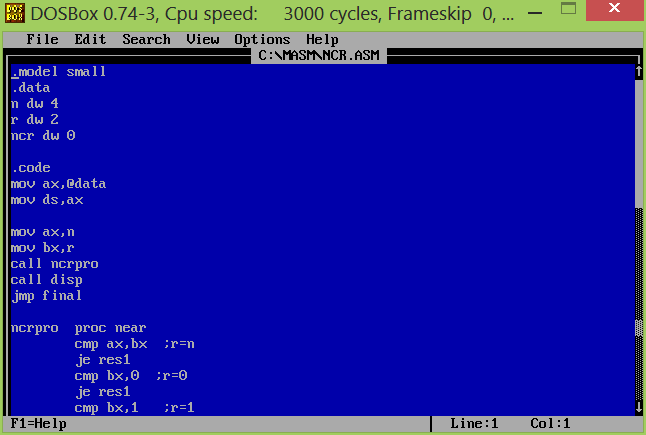 DOSBox 0.74-3, Cpu speed: 3000 cycles, Frameskip 0, ...
File Edit Search View Options Help
C:\MASM\NCR.ASM
.model small
.data
n dw 4
r dw 2
ncr dw 0
.code
mov ax,@data
mov ds,ax
mov ax,n
mov bx,r
call ncrpro
call disp
jmp final
ncrpro proc near
cmp ax,bx ;r=n
je res1
cmp bx,0 ;r=0
je res1
cmp bx,1 ;r=1
F1=Help Line:1 Col:1